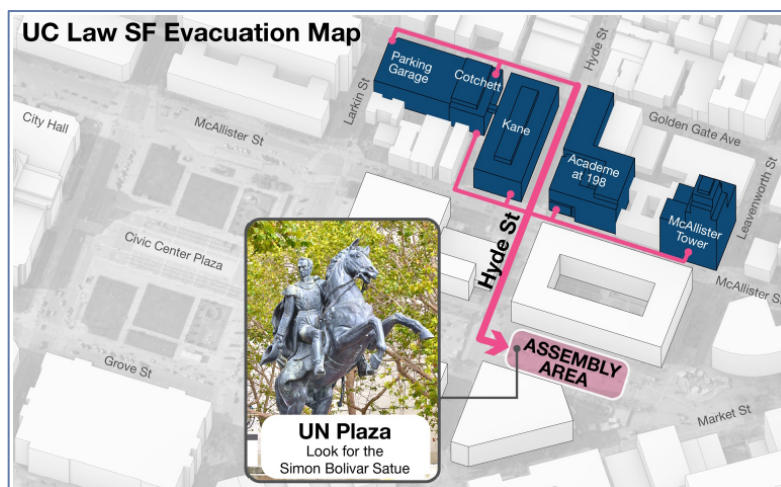 UC Law SF Evacuation Map
Parking
Garage
Cotchett
Kane
Hyde St
Larkin St
City Hall
McAllister St
Golden Gate Ave
Academe
at 198
Leavenworth St
McAllister
Tower
Civic Center Plaza
Hyde St
McAllister St
ASSEMBLY
AREA
Grove St
Market St
UN Plaza
Look for the
Simon Bolivar Satue